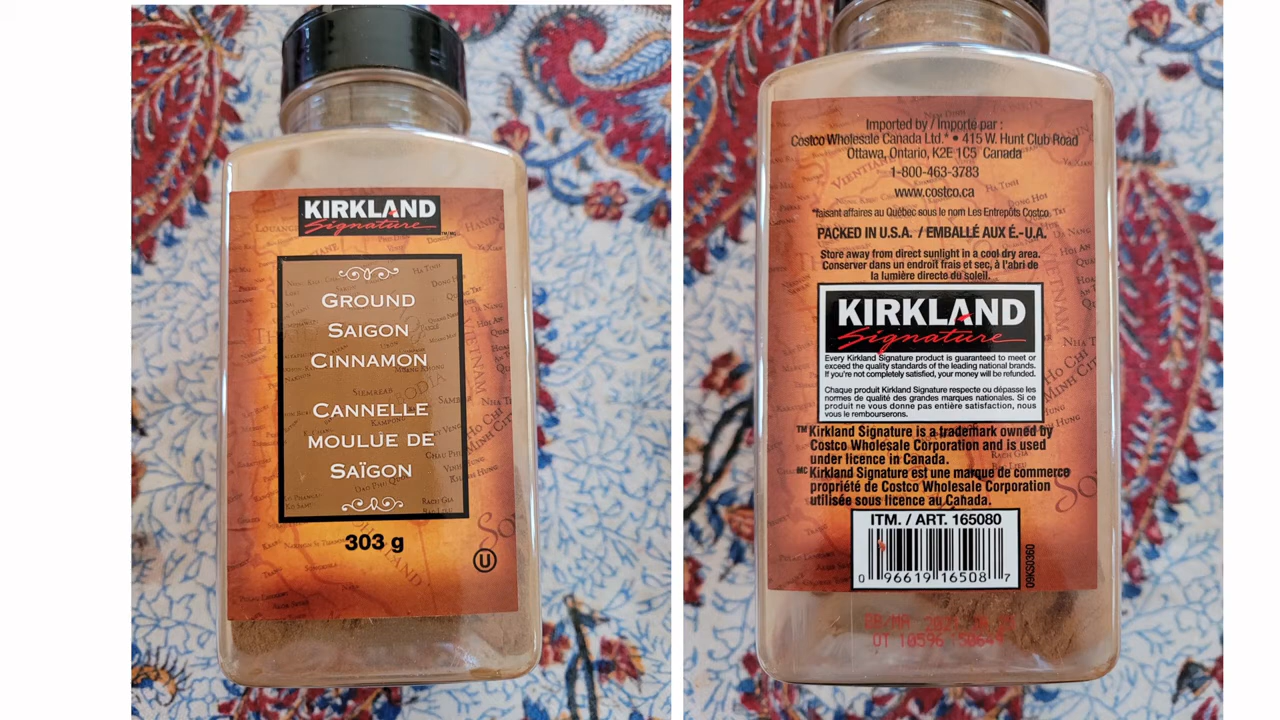 KIRKLAND
Signature ™/MC
GROUND
SAIGON
CINNAMON
CANNELLE
MOULUE DE
SAÏGON
303 g
U
Imported by / Importé par :
Costco Wholesale Canada Ltd.* • 415 W. Hunt Club Road
Ottawa, Ontario, K2E 1C5 Canada
1-800-463-3783
www.costco.ca
*faisant affaires au Québec sous le nom Les Entrepôts Costco
PACKED IN U.S.A. / EMBALLÉ AUX É.-U.A.
Store away from direct sunlight in a cool dry area.
Conserver dans un endroit frais et sec, à l'abri de
la lumière directe du soleil.
KIRKLAND
Signature
Every Kirkland Signature product is guaranteed to meet or
exceed the quality standards of the leading national brands.
If you're not completely satisfied, your money will be refunded.
Chaque produit Kirkland Signature respecte ou dépasse les
normes de qualité des grandes marques nationales. Si ce
produit ne vous donne pas entière satisfaction, nous
vous le rembourserons.
™Kirkland Signature is a trademark owned by
Costco Wholesale Corporation and is used
under licence in Canada.
MC Kirkland Signature est une marque de commerce
propriété de Costco Wholesale Corporation
utilisée sous licence au Canada.
ITM. / ART. 165080
0 96619 16508 7
09KS0360
UT 10596